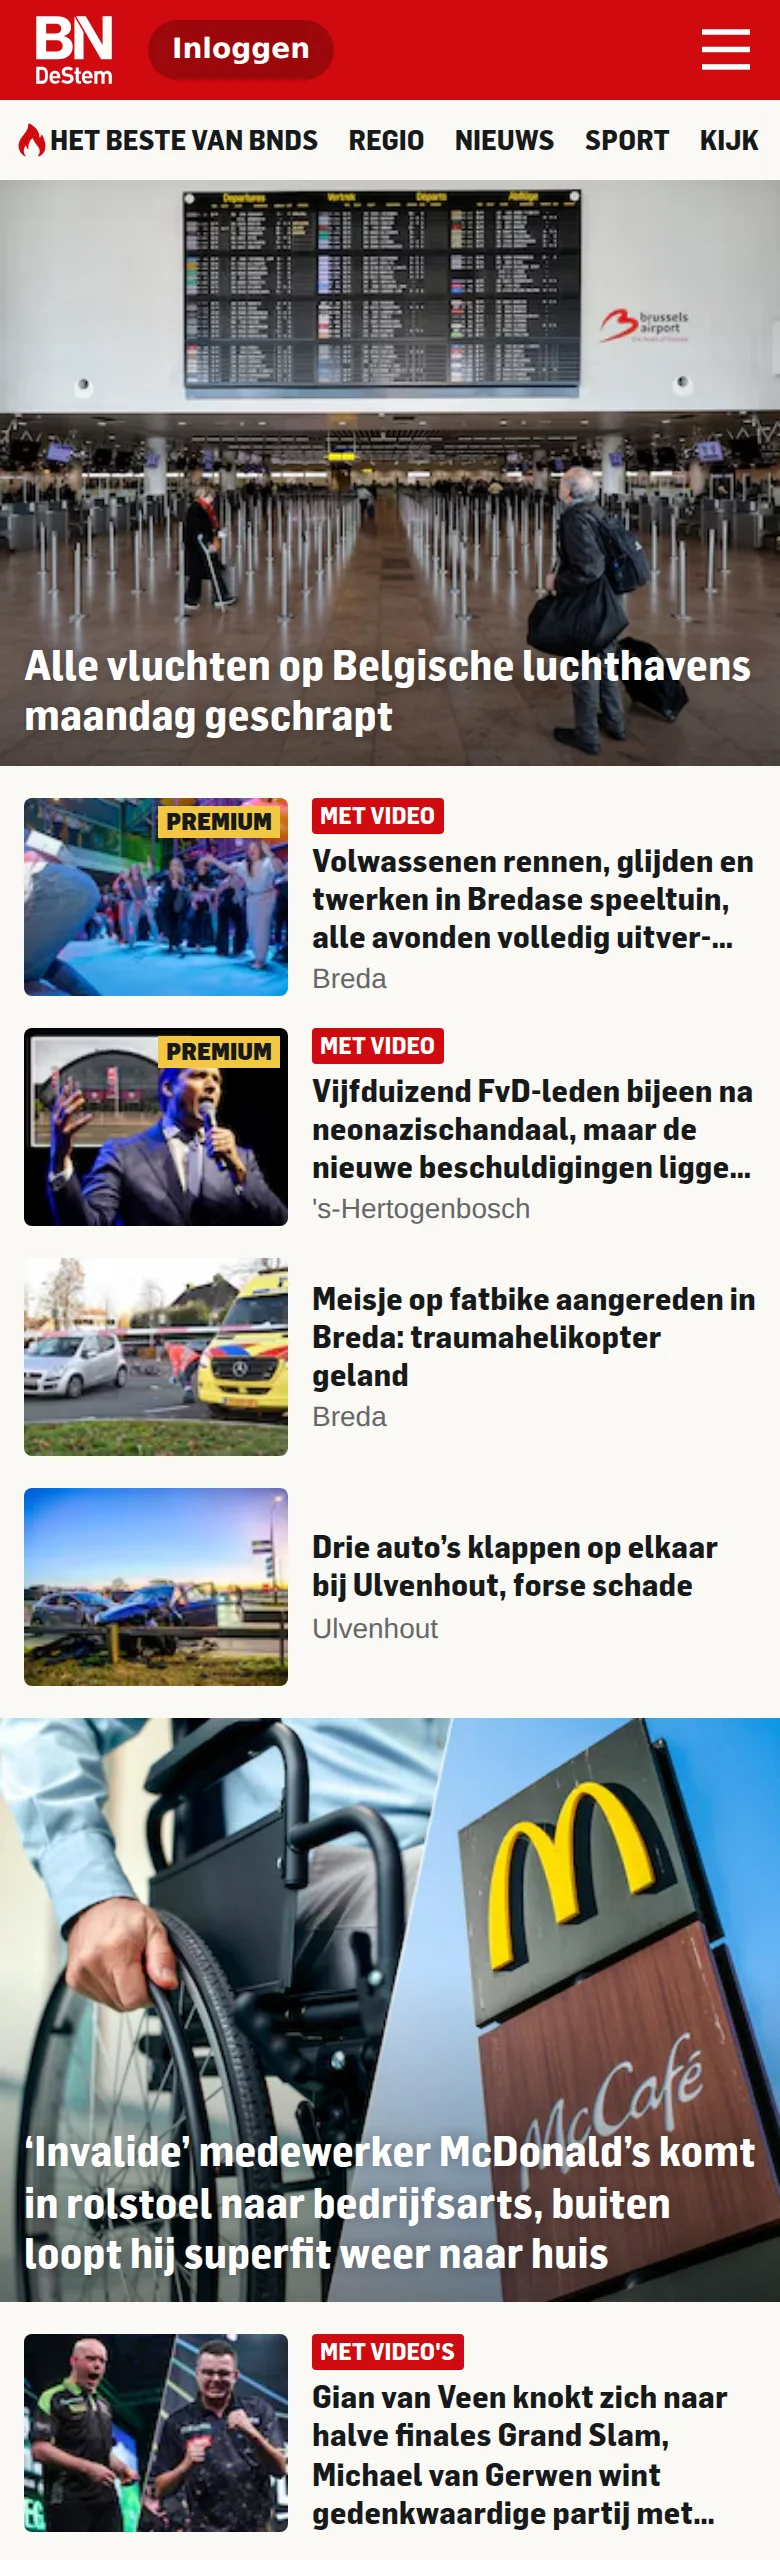 BN
DeStem
Inloggen
HET BESTE VAN BNDS
REGIO
NIEUWS
SPORT
KIJK
Departures
Vertrek
Départs
Abflüge
brussels
airport
Alle vluchten op Belgische luchthavens
maandag geschrapt
PREMIUM
MET VIDEO
Volwassenen rennen, glijden en
twerken in Bredase speeltuin,
alle avonden volledig uitver-...
Breda
PREMIUM
MET VIDEO
Vijfduizend FvD-leden bijeen na
neonazischandaal, maar de
nieuwe beschuldigingen ligge...
's-Hertogenbosch
Meisje op fatbike aangereden in
Breda: traumahelikopter
geland
Breda
Drie auto’s klappen op elkaar
bij Ulvenhout, forse schade
Ulvenhout
McCafé
‘Invalide’ medewerker McDonald’s komt
in rolstoel naar bedrijfsarts, buiten
loopt hij superfit weer naar huis
MET VIDEO'S
Gian van Veen knokt zich naar
halve finales Grand Slam,
Michael van Gerwen wint
gedenkwaardige partij met...